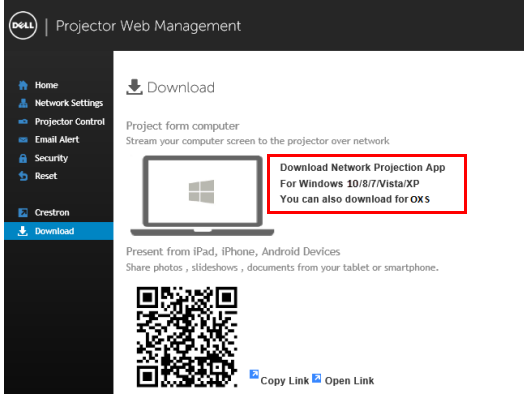 DELL
Projector Web Management
Home
Network Settings
Projector Control
Email Alert
Security
Reset
Crestron
Download
Download
Project form computer
Stream your computer screen to the projector over network
Download Network Projection App
For Windows 10/8/7/Vista/XP
You can also download for OXS
Present from iPad, iPhone, Android Devices
Share photos , slideshows , documents from your tablet or smartphone.
Copy Link Open Link